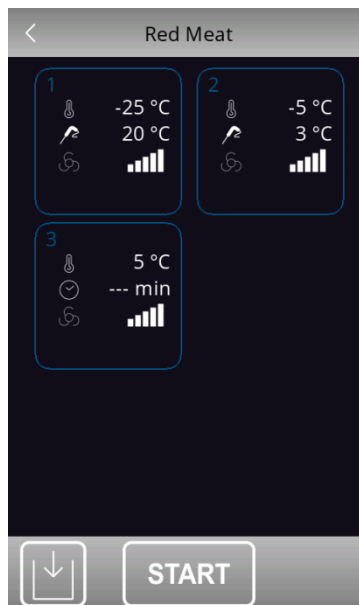 Red Meat
1
-25 °C
20 °C
2
-5 °C
3 °C
3
5 °C
--- min
START